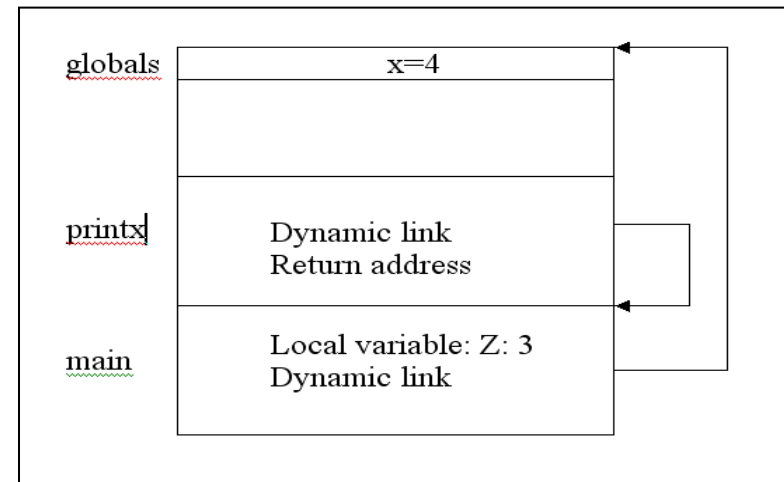 globals
x=4
printx
Dynamic link
Return address
main
Local variable: Z: 3
Dynamic link